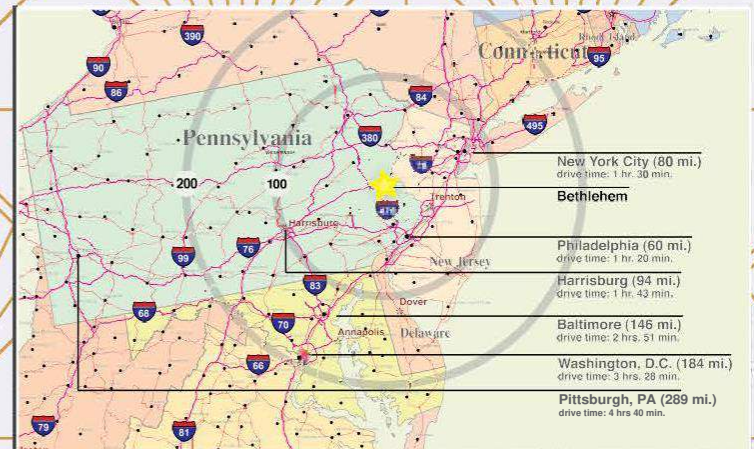 390
90
86
Connecticut
Rhode Island
95
84
495
380
Pennsylvania
New York City (80 mi.)
drive time: 1 hr. 30 min.
200
100
Bethlehem
Trenton
Harrisburg
Philadelphia (60 mi.)
drive time: 1 hr. 20 min.
76
99
New Jersey
Harrisburg (94 mi.)
drive time: 1 hr. 43 min.
83
Dover
68
70
Annapolis
Delaware
Baltimore (146 mi.)
drive time: 2 hrs. 51 min.
66
Washington, D.C. (184 mi.)
drive time: 3 hrs. 28 min.
Pittsburgh, PA (289 mi.)
drive time: 4 hrs 40 min.
79
81